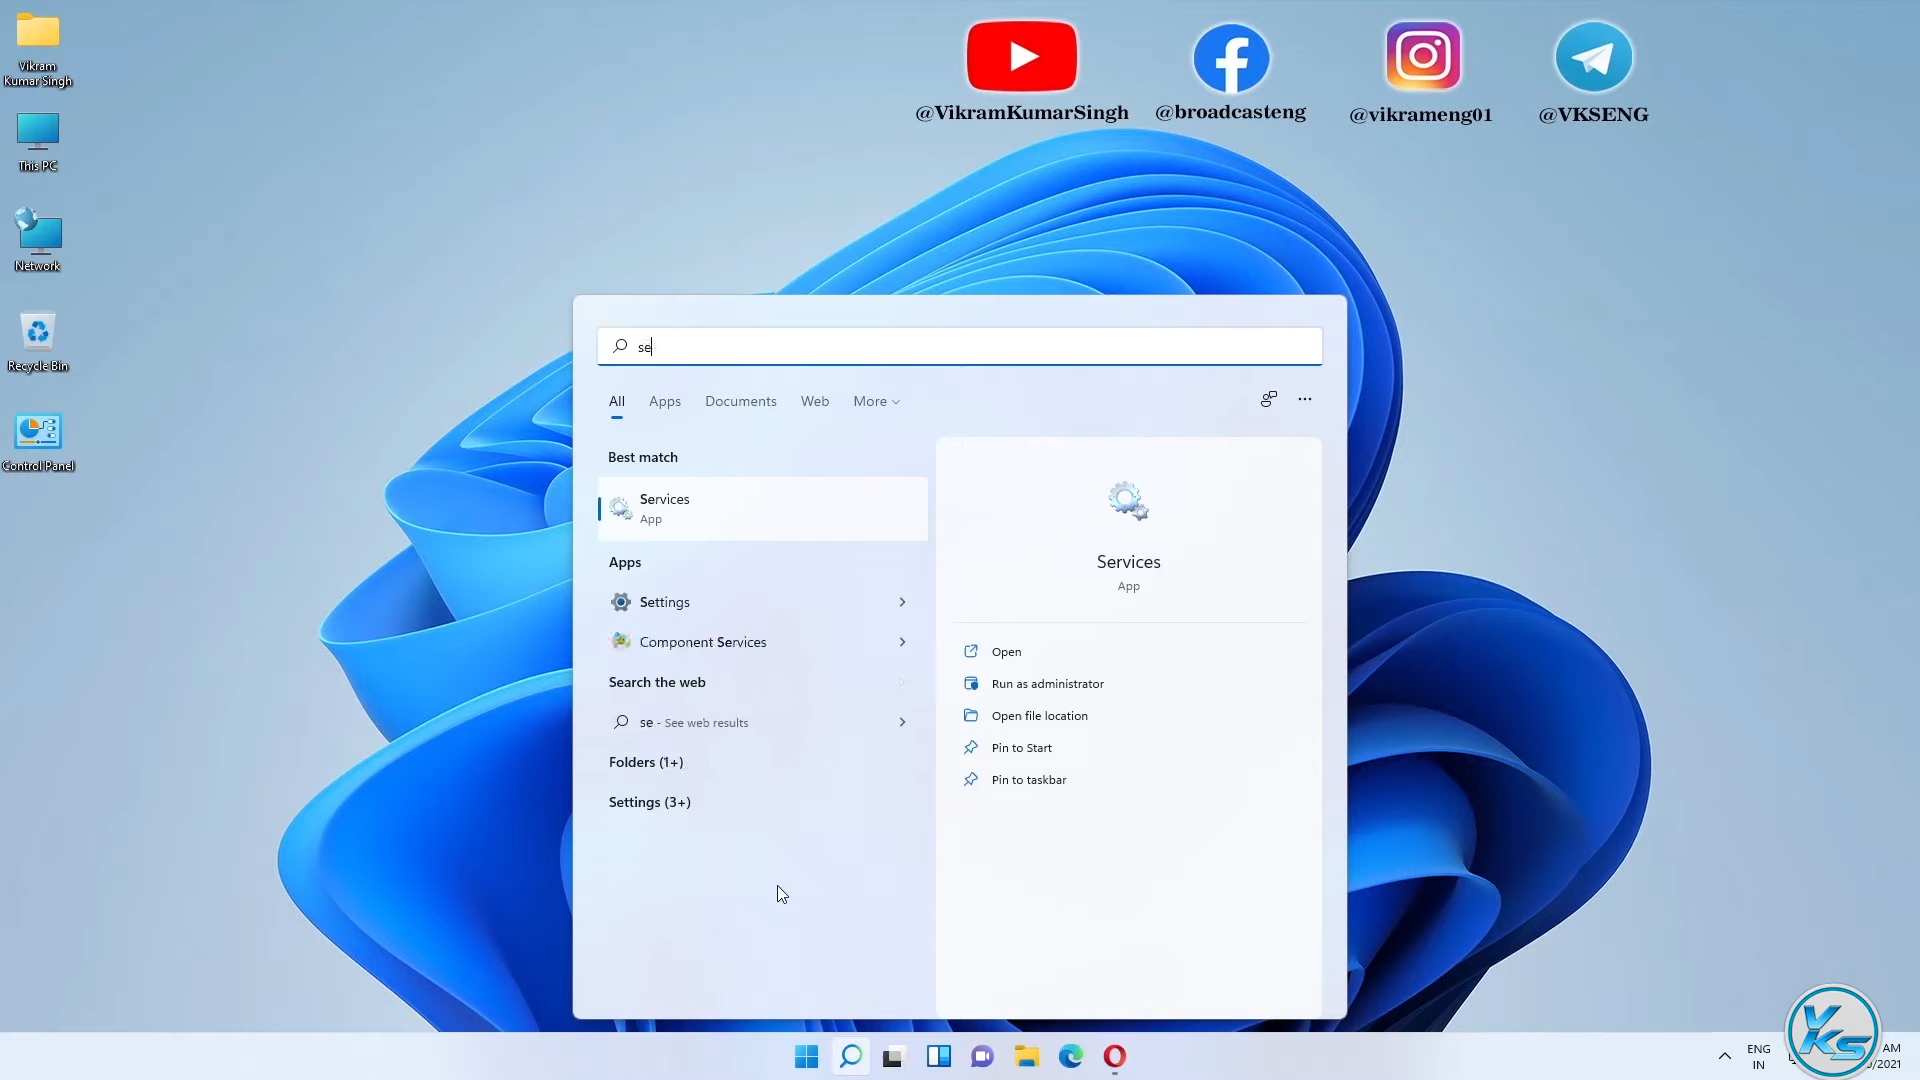 Vikram
Kumar Singh
This PC
Network
Recycle Bin
Control Panel
@VikramKumarSingh
@broadcasteng
@vikrameng01
@VKSENG
se
All
Apps
Documents
Web
More
Best match
Services
App
Apps
Settings
Component Services
Search the web
se - See web results
Folders (1+)
Settings (3+)
Services
App
Open
Run as administrator
Open file location
Pin to Start
Pin to taskbar
ENG
IN
VKS
AM
/2021